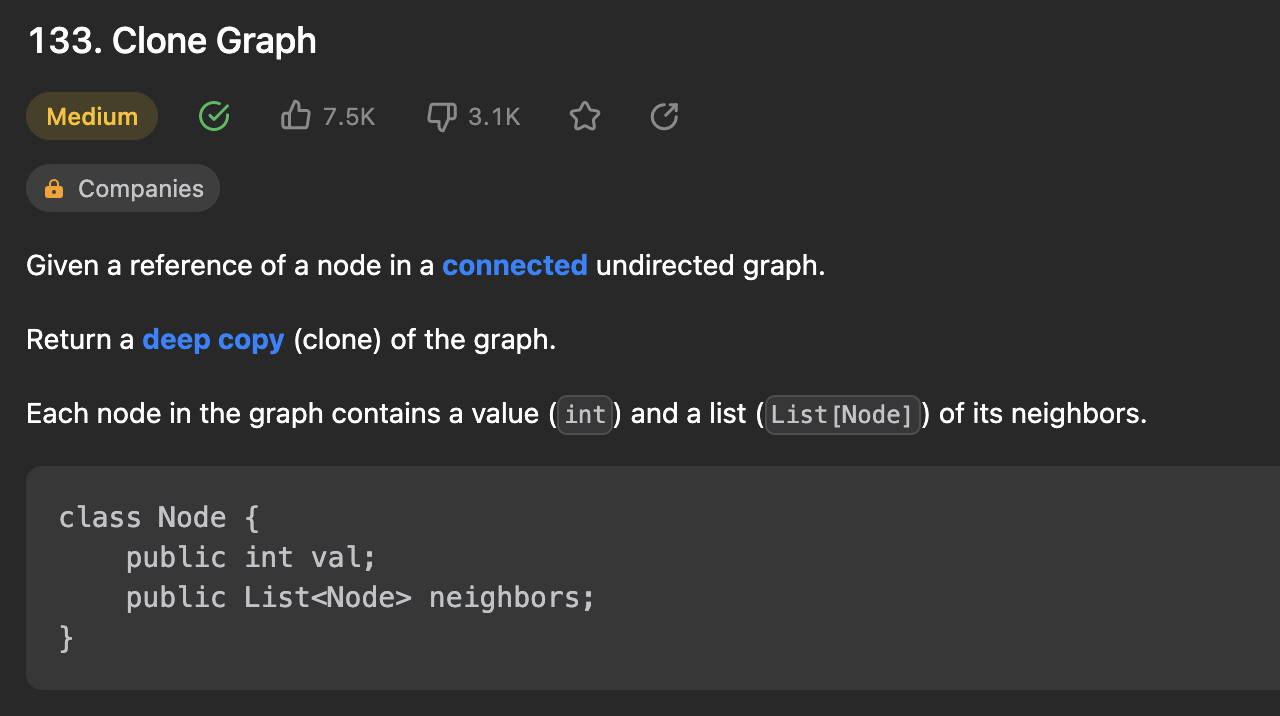 133. Clone Graph
Medium 7.5K 3.1K
Companies
Given a reference of a node in a connected undirected graph.
Return a deep copy (clone) of the graph.
Each node in the graph contains a value (int) and a list (List[Node]) of its neighbors.
class Node {
    public int val;
    public List<Node> neighbors;
}